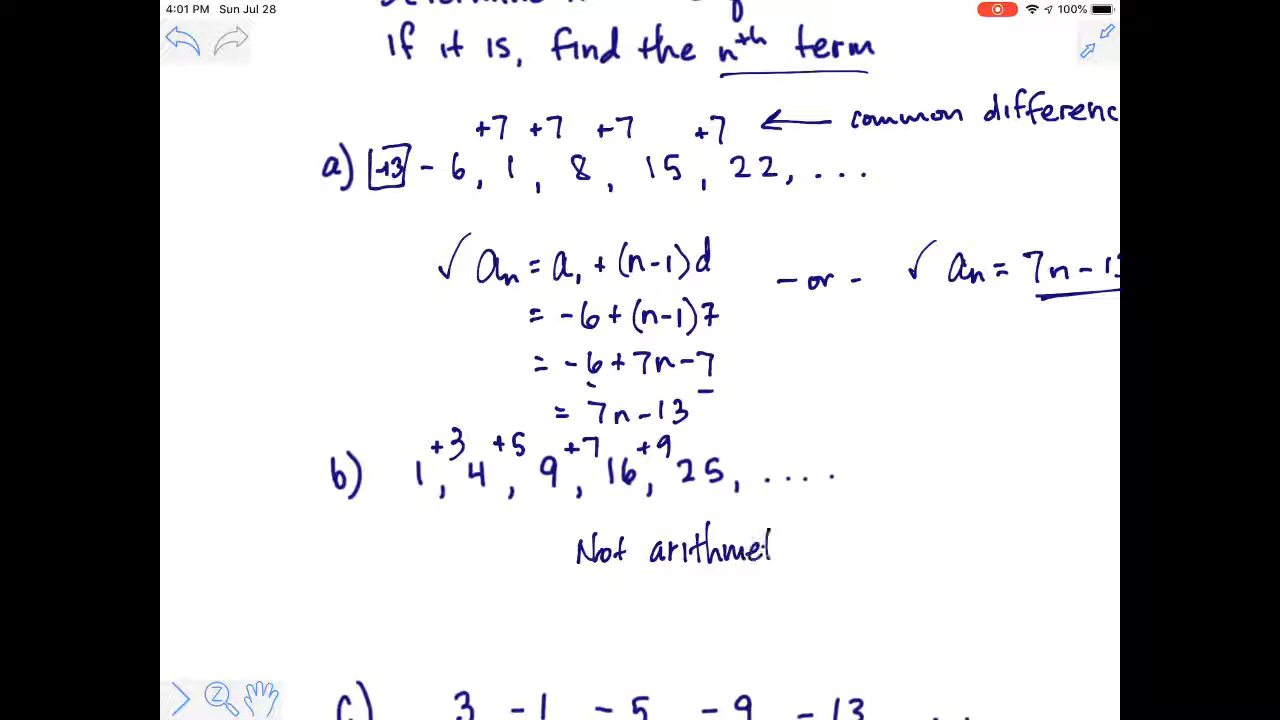 4:01 PM Sun Jul 28 100%
If it is, find the nth term
+7 +7 +7 +7 ← common differenc
a) -13 - 6, 1, 8, 15, 22, ...
✓ an = a1 + (n-1)d - or - ✓ an = 7n - 13
= -6 + (n-1)7
= -6 + 7n - 7
= 7n - 13
+3 +5 +7 +9
b) 1, 4, 9, 16, 25, ....
Not arithmet
c) 3 -1 -5 -9 -13